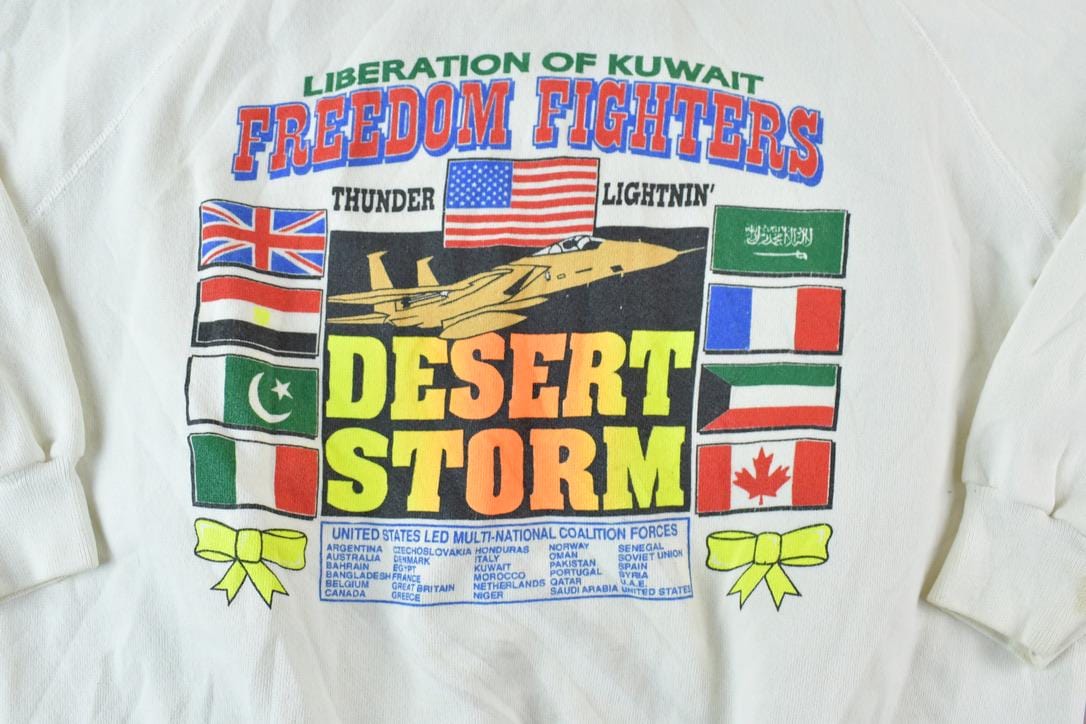 LIBERATION OF KUWAIT
FREEDOM FIGHTERS
THUNDER LIGHTNIN'
DESERT
STORM
UNITED STATES LED MULTI-NATIONAL COALITION FORCES
ARGENTINA CZECHOSLOVAKIA HONDURAS NORWAY SENEGAL
AUSTRALIA DENMARK ITALY OMAN SOVIET UNION
BAHRAIN EGYPT KUWAIT PAKISTAN SPAIN
BANGLADESH FRANCE MOROCCO PORTUGAL SYRIA
BELGIUM GREAT BRITAIN NETHERLANDS QATAR U.A.E.
CANADA GREECE NIGER SAUDI ARABIA UNITED STATES